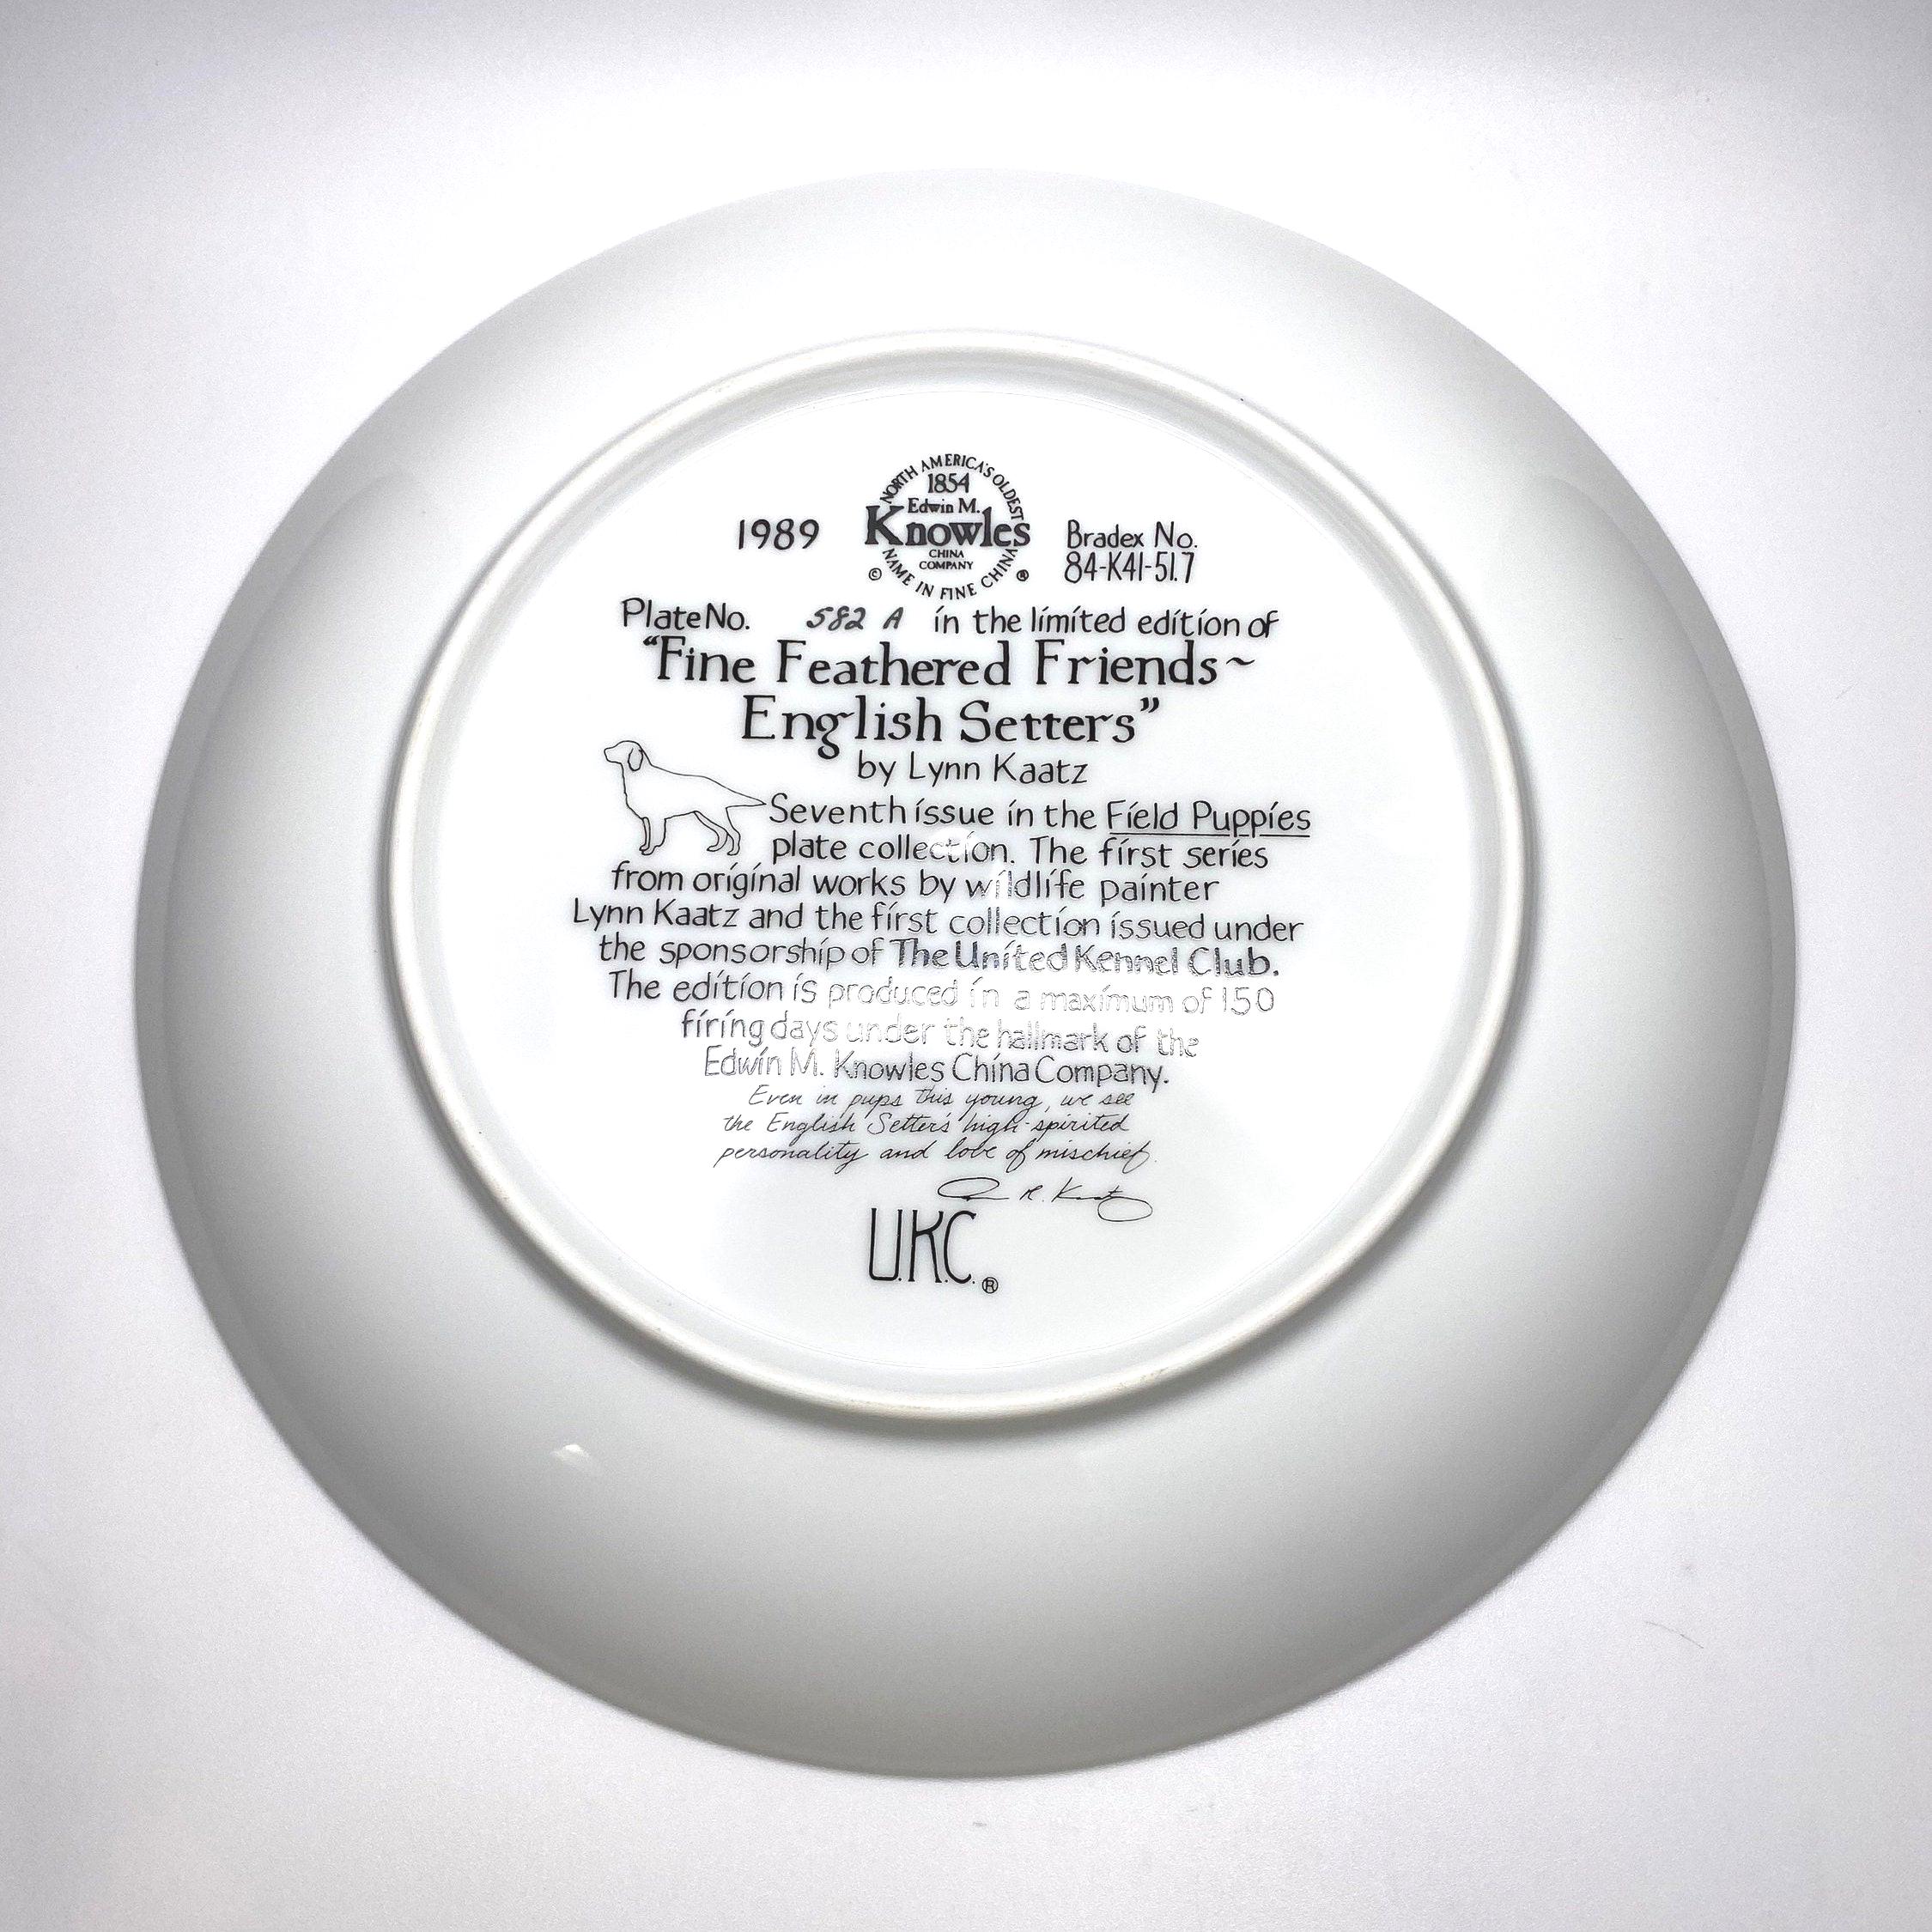 NORTH AMERICA'S OLDEST
1854
Edwin M.
Knowles
CHINA
COMPANY
NAME IN FINE CHINA
© ®
1989
Bradex No.
84-K41-51.7
Plate No. 582 A in the limited edition of
"Fine Feathered Friends~
English Setters"
by Lynn Kaatz
Seventh issue in the Field Puppies
plate collection. The first series
from original works by wildlife painter
Lynn Kaatz and the first collection issued under
the sponsorship of The United Kennel Club.
The edition is produced in a maximum of 150
firing days under the hallmark of the
Edwin M. Knowles China Company.
Even in pups this young, we see
the English Setter's high-spirited
personality and love of mischief.
R. Kaatz
U.K.C.®